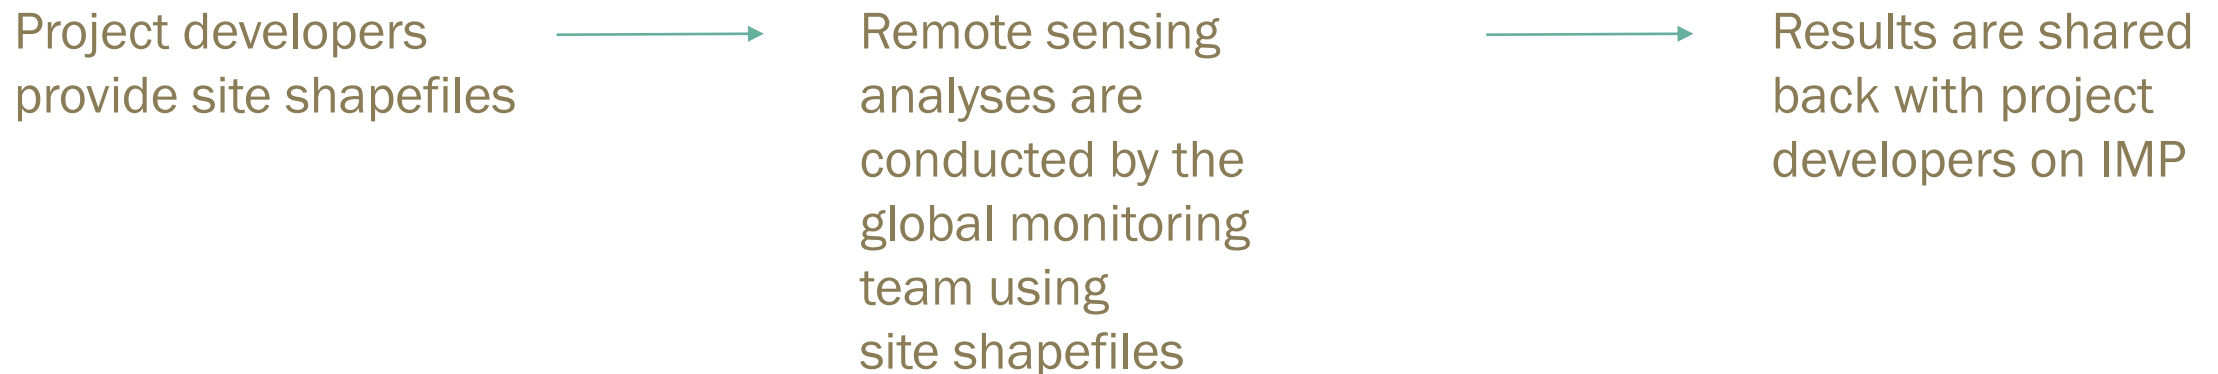 Project developers
provide site shapefiles
Remote sensing
analyses are
conducted by the
global monitoring
team using
site shapefiles
Results are shared
back with project
developers on IMP